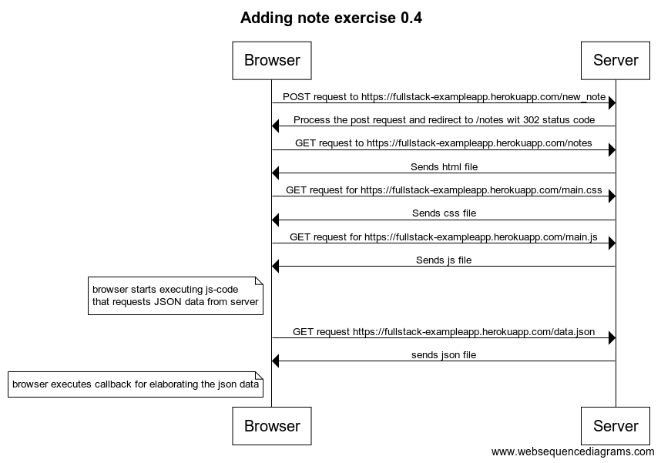 Adding note exercise 0.4
Browser
Server
POST request to https://fullstack-exampleapp.herokuapp.com/new_note
Process the post request and redirect to /notes wit 302 status code
GET request to https://fullstack-exampleapp.herokuapp.com/notes
Sends html file
GET request for https://fullstack-exampleapp.herokuapp.com/main.css
Sends css file
GET request for https://fullstack-exampleapp.herokuapp.com/main.js
Sends js file
browser starts executing js-code
that requests JSON data from server
GET request https://fullstack-exampleapp.herokuapp.com/data.json
sends json file
browser executes callback for elaborating the json data
Browser
Server
www.websequencediagrams.com